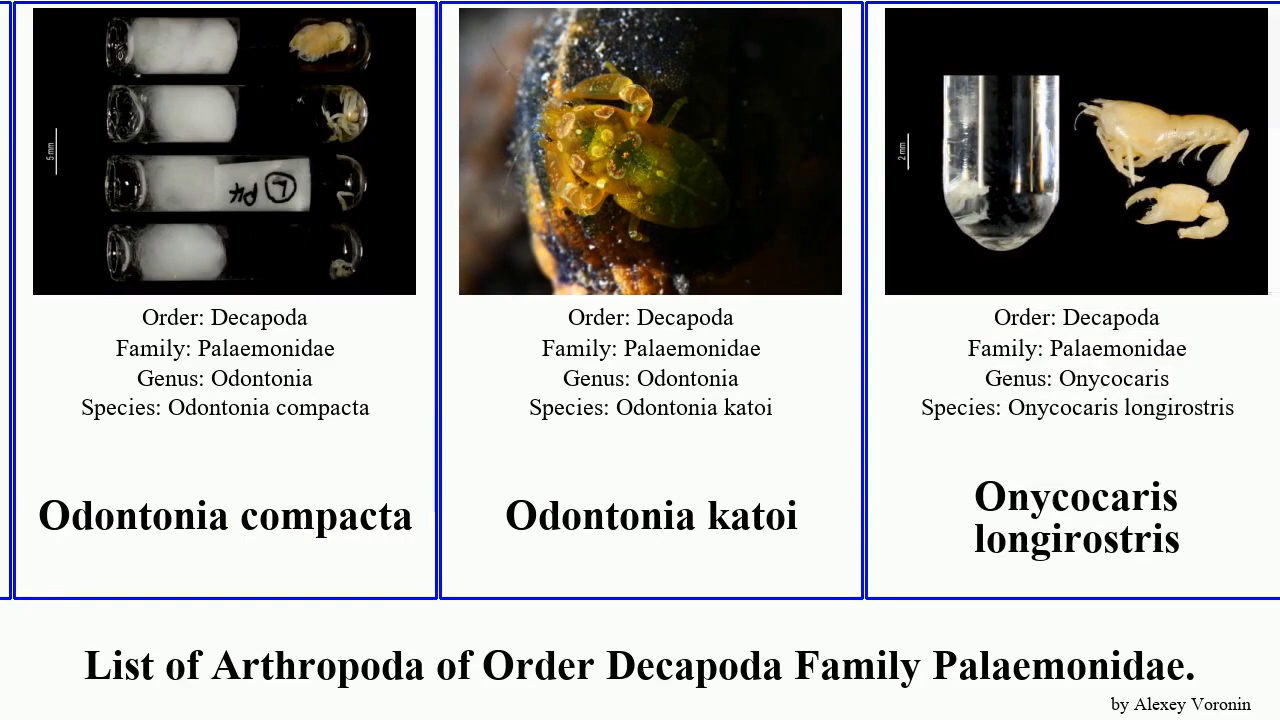 5 mm
L
P4
2 mm
Order: Decapoda
Family: Palaemonidae
Genus: Odontonia
Species: Odontonia compacta
Odontonia compacta
Order: Decapoda
Family: Palaemonidae
Genus: Odontonia
Species: Odontonia katoi
Odontonia katoi
Order: Decapoda
Family: Palaemonidae
Genus: Onycocaris
Species: Onycocaris longirostris
Onycocaris
longirostris
List of Arthropoda of Order Decapoda Family Palaemonidae.
by Alexey Voronin